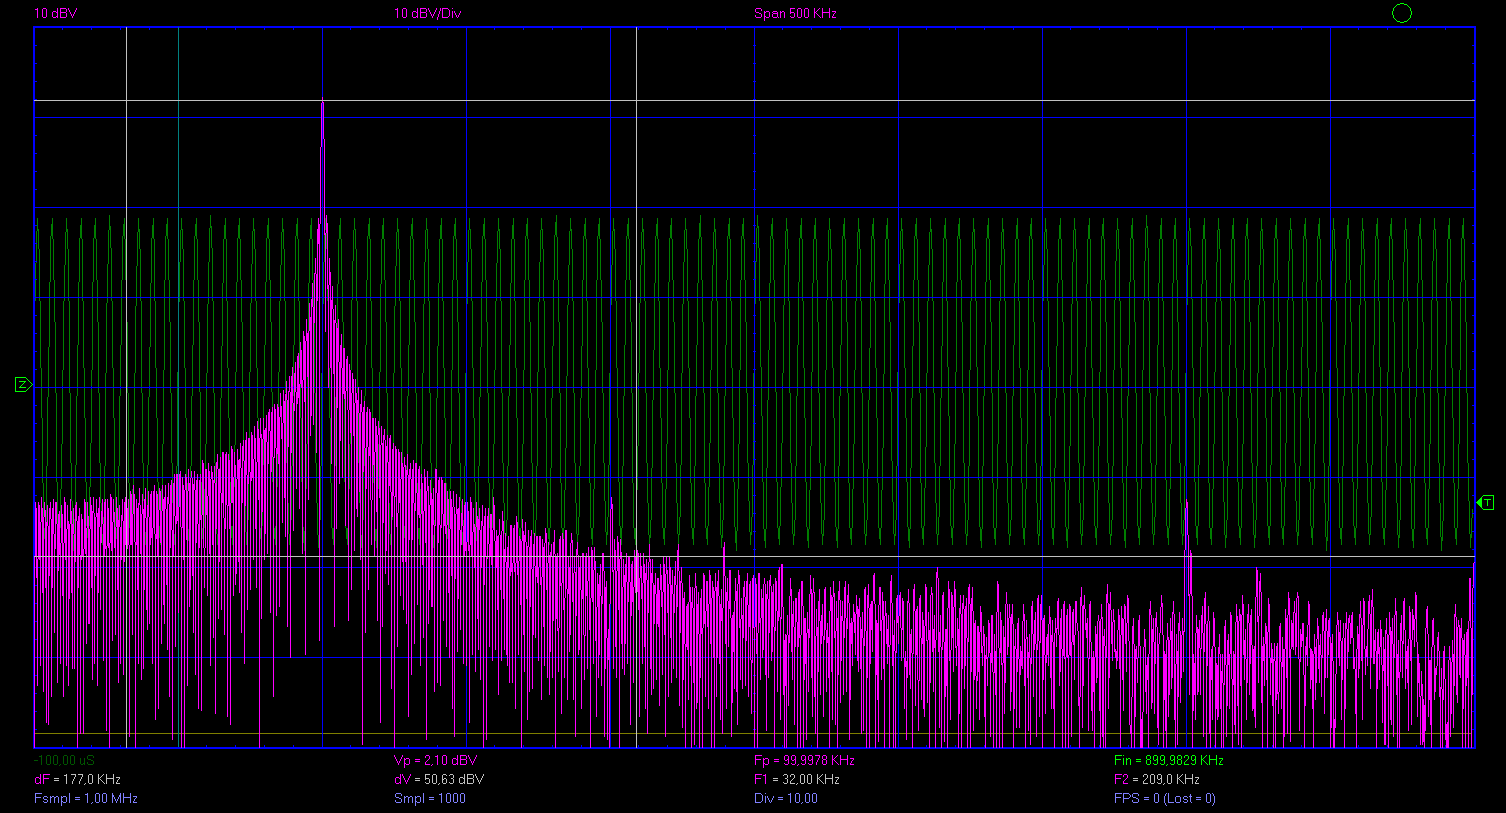 10 dBV 10 dBV/Div Span 500 KHz
Z
T
-100,00 uS Vp = 2,10 dBV Fp = 99,9978 KHz Fin = 899,9829 KHz
dF = 177,0 KHz dV = 50,63 dBV F1 = 32,00 KHz F2 = 209,0 KHz
Fsmpl = 1,00 MHz Smpl = 1000 Div = 10,00 FPS = 0 (Lost = 0)